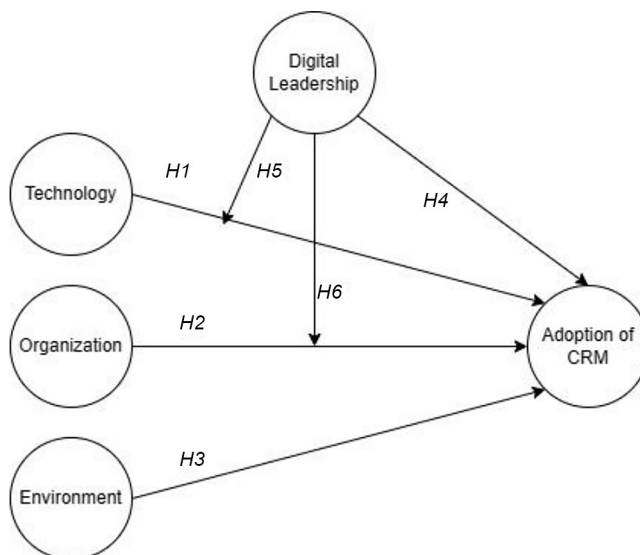 Digital
Leadership
H1
H5
Technology
H4
H6
H2
Organization
Adoption of
CRM
H3
Environment